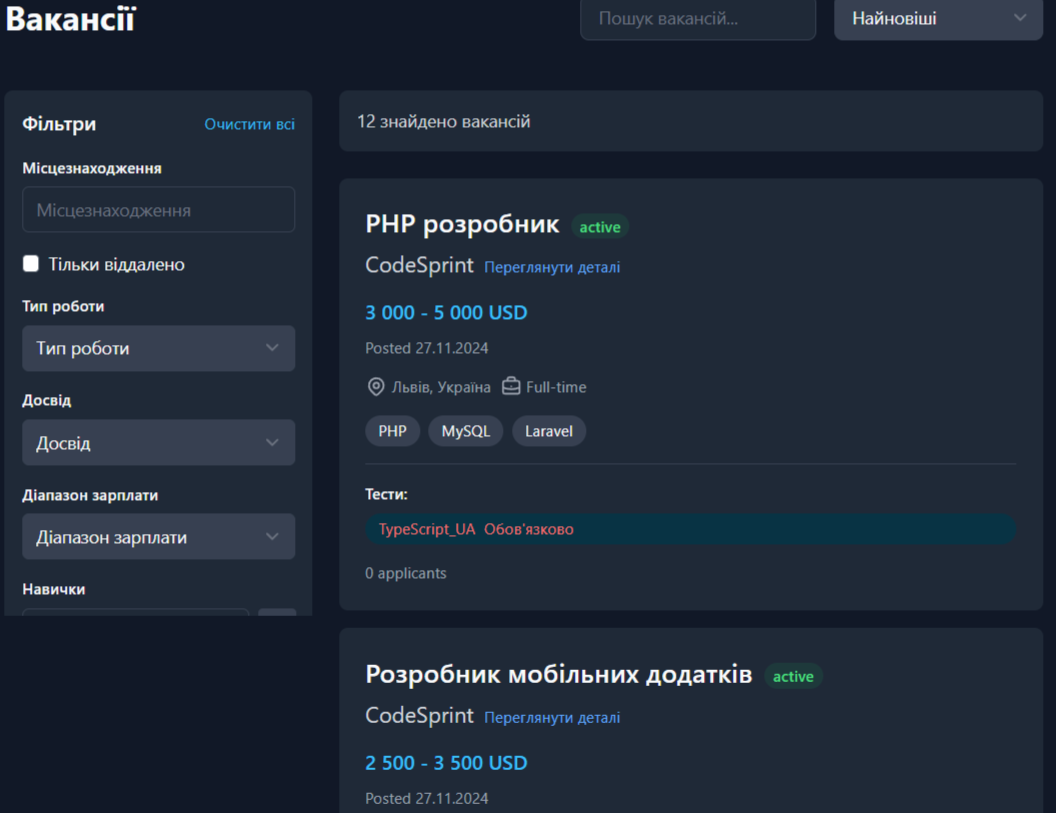 Вакансії
Пошук вакансій...
Найновіші
Фільтри
Очистити всі
Місцезнаходження
Місцезнаходження
Тільки віддалено
Тип роботи
Тип роботи
Досвід
Досвід
Діапазон зарплати
Діапазон зарплати
Навички
12 знайдено вакансій
PHP розробник active
CodeSprint Переглянути деталі
3 000 - 5 000 USD
Posted 27.11.2024
Львів, Україна Full-time
PHP MySQL Laravel
Тести:
TypeScript_UA Обов'язково
0 applicants
Розробник мобільних додатків active
CodeSprint Переглянути деталі
2 500 - 3 500 USD
Posted 27.11.2024